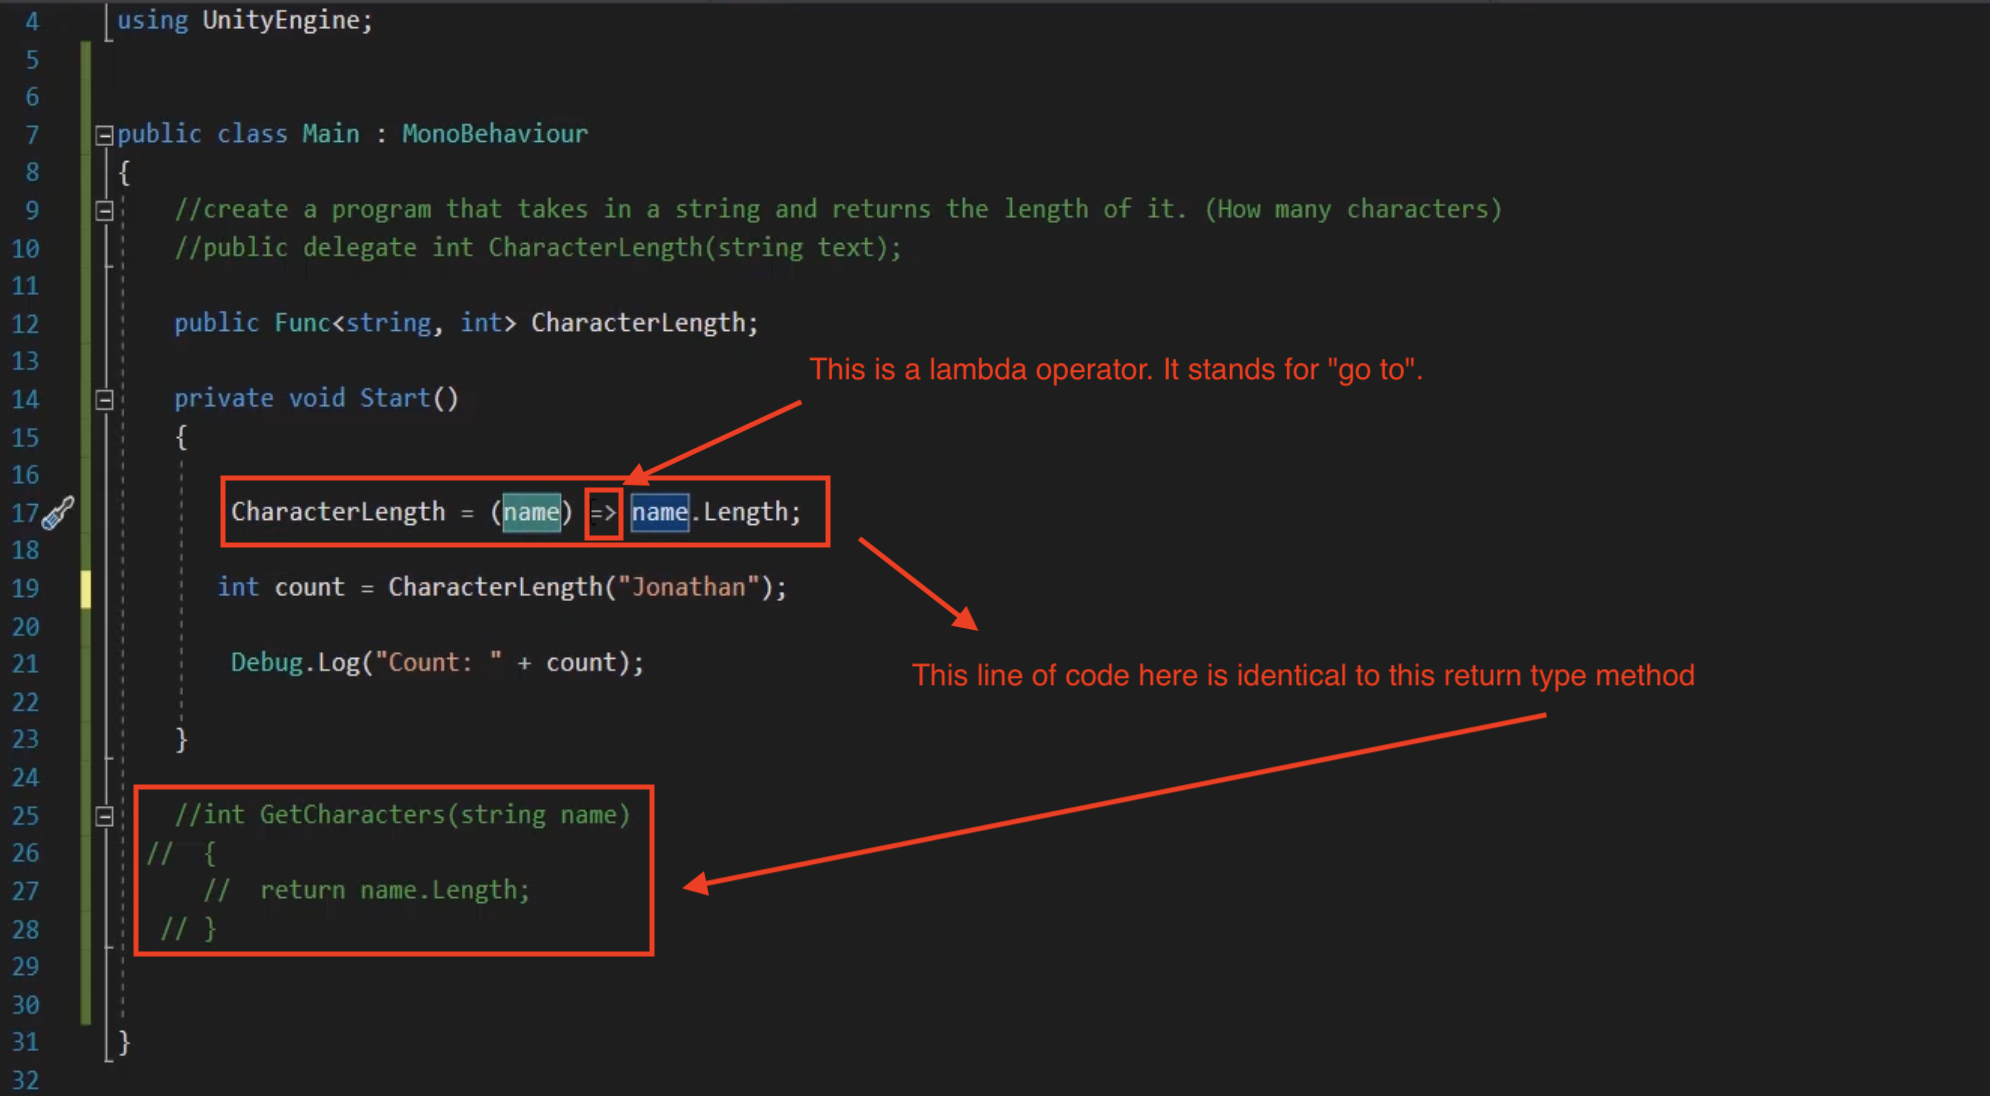 4 using UnityEngine;
5
6
7 public class Main : MonoBehaviour
8 {
9 //create a program that takes in a string and returns the length of it. (How many characters)
10 //public delegate int CharacterLength(string text);
11
12 public Func<string, int> CharacterLength;
13
This is a lambda operator. It stands for "go to".
14 private void Start()
15 {
16
17 CharacterLength = (name) => name.Length;
18
19 int count = CharacterLength("Jonathan");
20
21 Debug.Log("Count: " + count);
This line of code here is identical to this return type method
22
23 }
24
25 //int GetCharacters(string name)
26 // {
27 // return name.Length;
28 // }
29
30
31 }
32